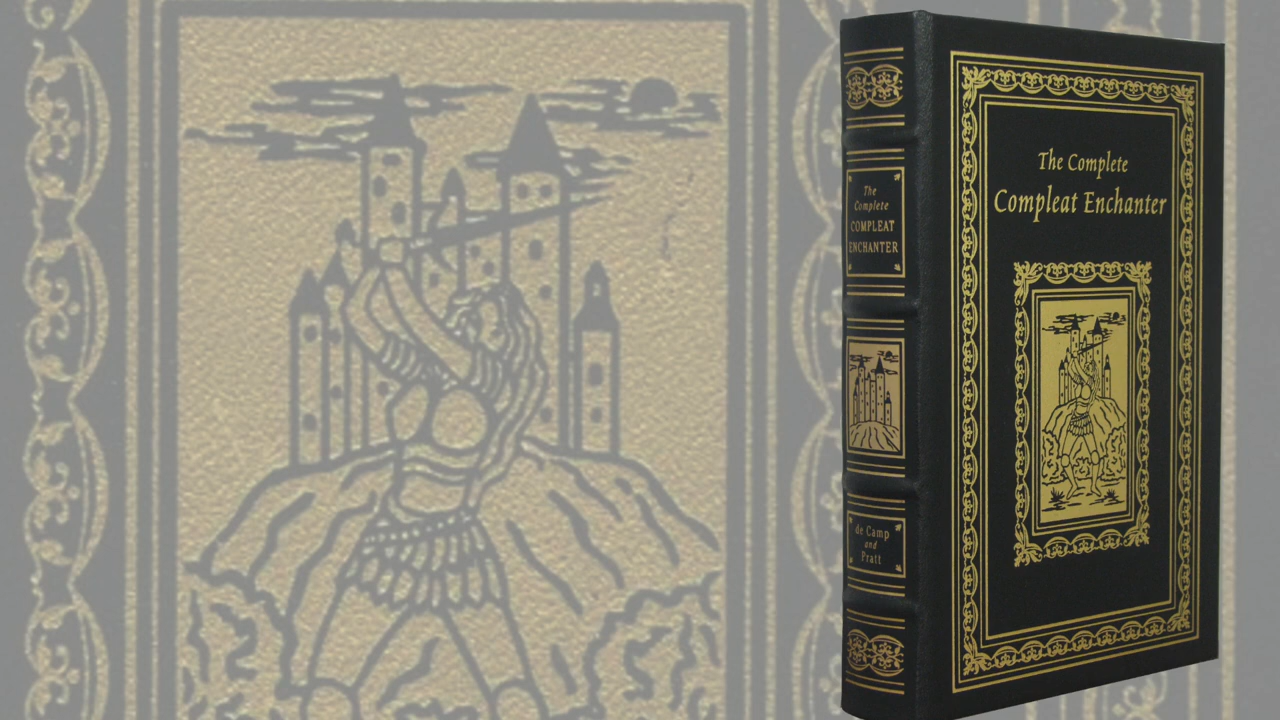 The
Complete
COMPLEAT
ENCHANTER
de Camp
and
Pratt
The Complete
Compleat Enchanter